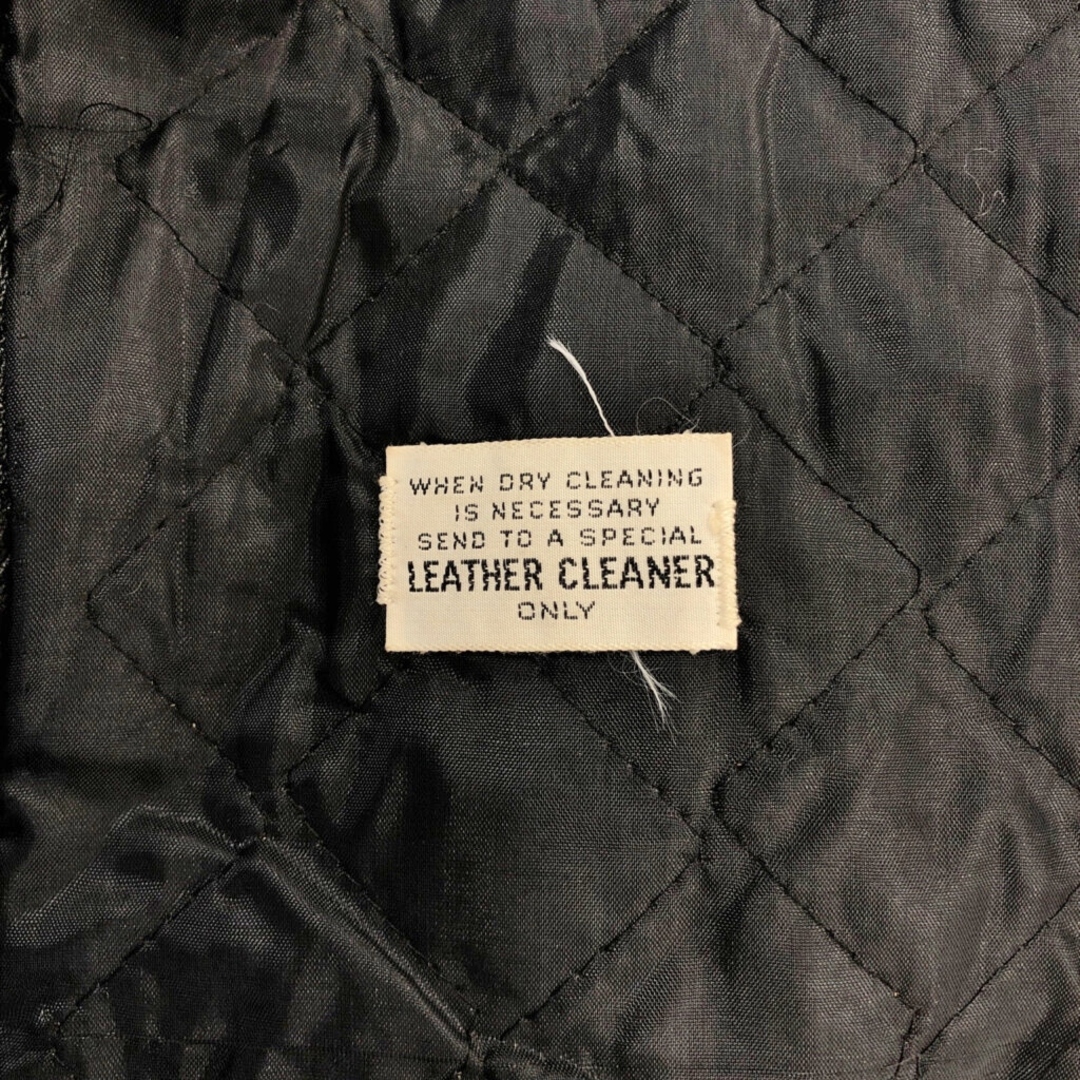 WHEN DRY CLEANING
IS NECESSARY
SEND TO A SPECIAL
LEATHER CLEANER
ONLY